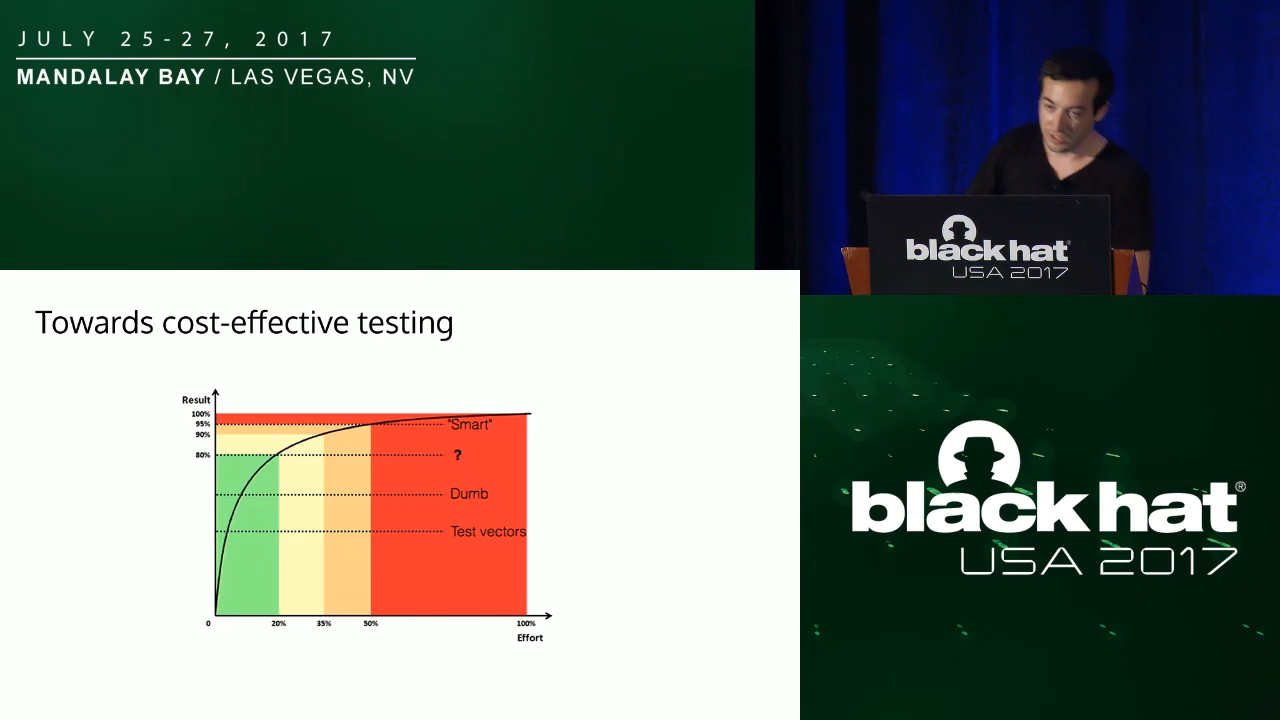 JULY 25-27, 2017
MANDALAY BAY / LAS VEGAS, NV
black hat®
USA 2017
Towards cost-effective testing
Result
100%
95%
90%
80%
"Smart"
?
Dumb
Test vectors
0
20%
35%
50%
100%
Effort
black hat®
USA 2017